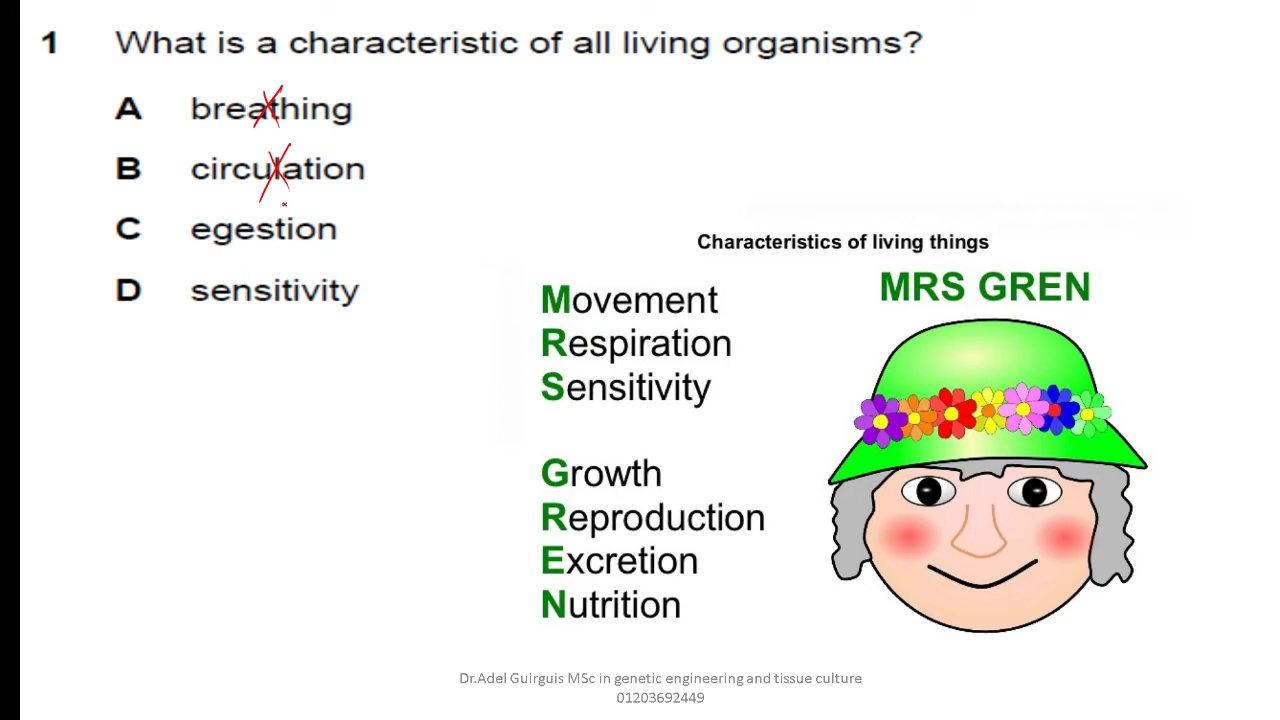 1 What is a characteristic of all living organisms?
A breathing
B circulation
C egestion
D sensitivity
Characteristics of living things
MRS GREN
Movement
Respiration
Sensitivity
Growth
Reproduction
Excretion
Nutrition
Dr.Adel Guirguis MSc in genetic engineering and tissue culture
01203692449